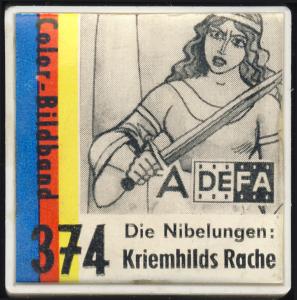 Color-Bildband
A DEFA
374
Die Nibelungen:
Kriemhilds Rache